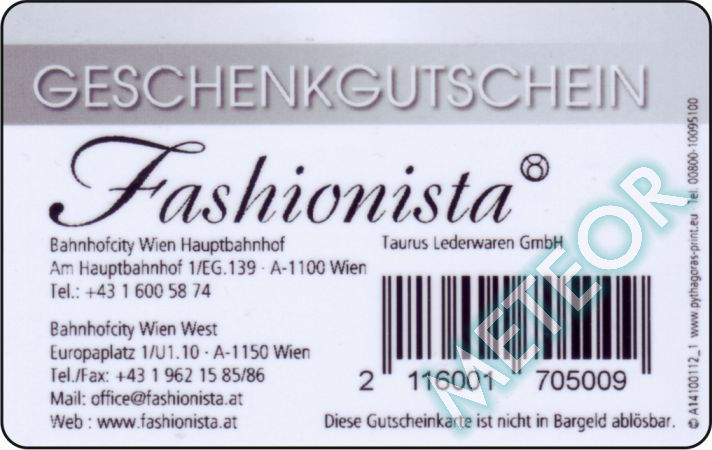 GESCHENKGUTSCHEIN
Fashionista
Bahnhofcity Wien Hauptbahnhof
Am Hauptbahnhof 1/EG.139 · A-1100 Wien
Tel.: +43 1 600 58 74
Taurus Lederwaren GmbH
Bahnhofcity Wien West
Europaplatz 1/U1.10 · A-1150 Wien
Tel./Fax: +43 1 962 15 85/86
Mail: office@fashionista.at
Web : www.fashionista.at
2 116001 705009
Diese Gutscheinkarte ist nicht in Bargeld ablösbar.
© A14100112_1 www.pythagoras-print.eu Tel. 00800-10095100
METEOR